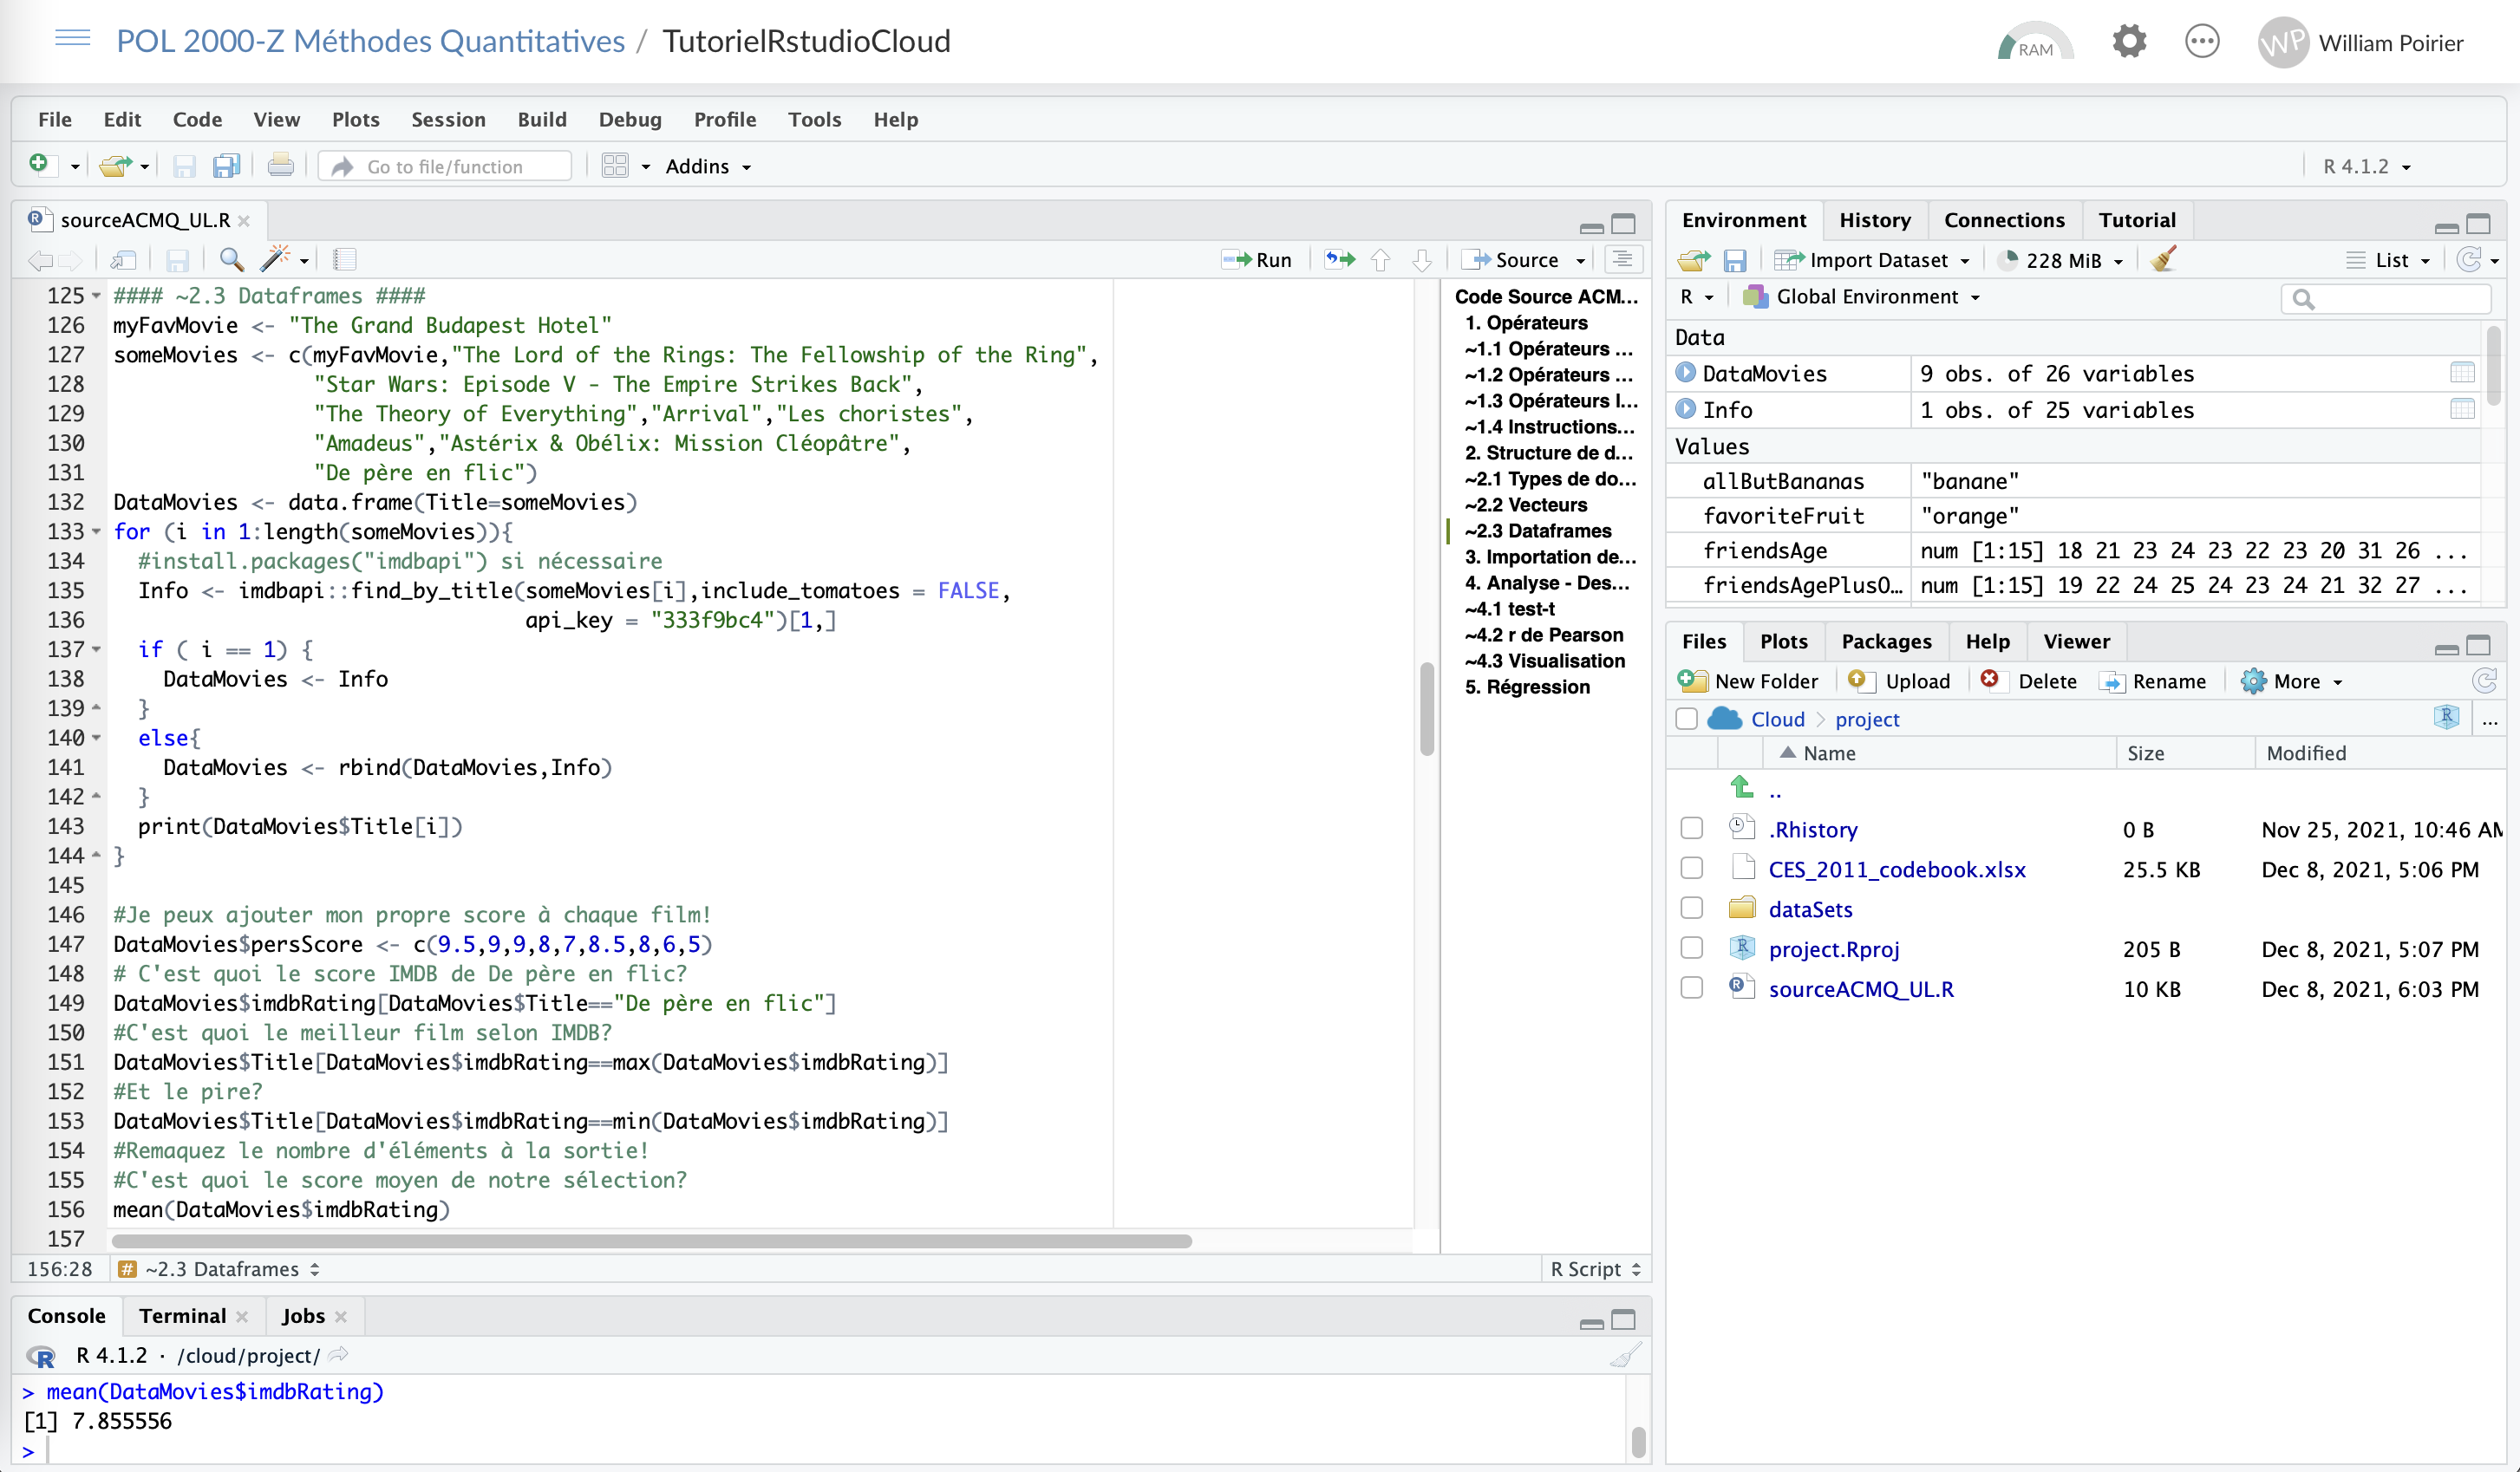 POL 2000-Z Méthodes Quantitatives / TutorielRstudioCloud
RAM
WP William Poirier
File Edit Code View Plots Session Build Debug Profile Tools Help
Go to file/function
Addins
R 4.1.2
sourceACMQ_UL.R
Run
Source
125 #### ~2.3 Dataframes ####
126 myFavMovie <- "The Grand Budapest Hotel"
127 someMovies <- c(myFavMovie,"The Lord of the Rings: The Fellowship of the Ring",
128 "Star Wars: Episode V - The Empire Strikes Back",
129 "The Theory of Everything","Arrival","Les choristes",
130 "Amadeus","Astérix & Obélix: Mission Cléopâtre",
131 "De père en flic")
132 DataMovies <- data.frame(Title=someMovies)
133 for (i in 1:length(someMovies)){
134 #install.packages("imdbapi") si nécessaire
135 Info <- imdbapi::find_by_title(someMovies[i],include_tomatoes = FALSE,
136 api_key = "333f9bc4")[1,]
137 if ( i == 1) {
138 DataMovies <- Info
139 }
140 else{
141 DataMovies <- rbind(DataMovies,Info)
142 }
143 print(DataMovies$Title[i])
144 }
145
146 #Je peux ajouter mon propre score à chaque film!
147 DataMovies$persScore <- c(9.5,9,9,8,7,8.5,8,6,5)
148 # C'est quoi le score IMDB de De père en flic?
149 DataMovies$imdbRating[DataMovies$Title=="De père en flic"]
150 #C'est quoi le meilleur film selon IMDB?
151 DataMovies$Title[DataMovies$imdbRating==max(DataMovies$imdbRating)]
152 #Et le pire?
153 DataMovies$Title[DataMovies$imdbRating==min(DataMovies$imdbRating)]
154 #Remaquez le nombre d'éléments à la sortie!
155 #C'est quoi le score moyen de notre sélection?
156 mean(DataMovies$imdbRating)
157
156:28 # ~2.3 Dataframes
R Script
Code Source ACM...
1. Opérateurs
~1.1 Opérateurs ...
~1.2 Opérateurs ...
~1.3 Opérateurs l...
~1.4 Instructions...
2. Structure de d...
~2.1 Types de do...
~2.2 Vecteurs
~2.3 Dataframes
3. Importation de...
4. Analyse - Des...
~4.1 test-t
~4.2 r de Pearson
~4.3 Visualisation
5. Régression
Console Terminal Jobs
R 4.1.2 · /cloud/project/
> mean(DataMovies$imdbRating)
[1] 7.855556
>
Environment History Connections Tutorial
Import Dataset 228 MiB List
R Global Environment
Data
DataMovies 9 obs. of 26 variables
Info 1 obs. of 25 variables
Values
allButBananas "banane"
favoriteFruit "orange"
friendsAge num [1:15] 18 21 23 24 23 22 23 20 31 26 ...
friendsAgePlusO... num [1:15] 19 22 24 25 24 23 24 21 32 27 ...
Files Plots Packages Help Viewer
New Folder Upload Delete Rename More
Cloud > project R ...
Name Size Modified
..
.Rhistory 0 B Nov 25, 2021, 10:46 AM
CES_2011_codebook.xlsx 25.5 KB Dec 8, 2021, 5:06 PM
dataSets
project.Rproj 205 B Dec 8, 2021, 5:07 PM
sourceACMQ_UL.R 10 KB Dec 8, 2021, 6:03 PM